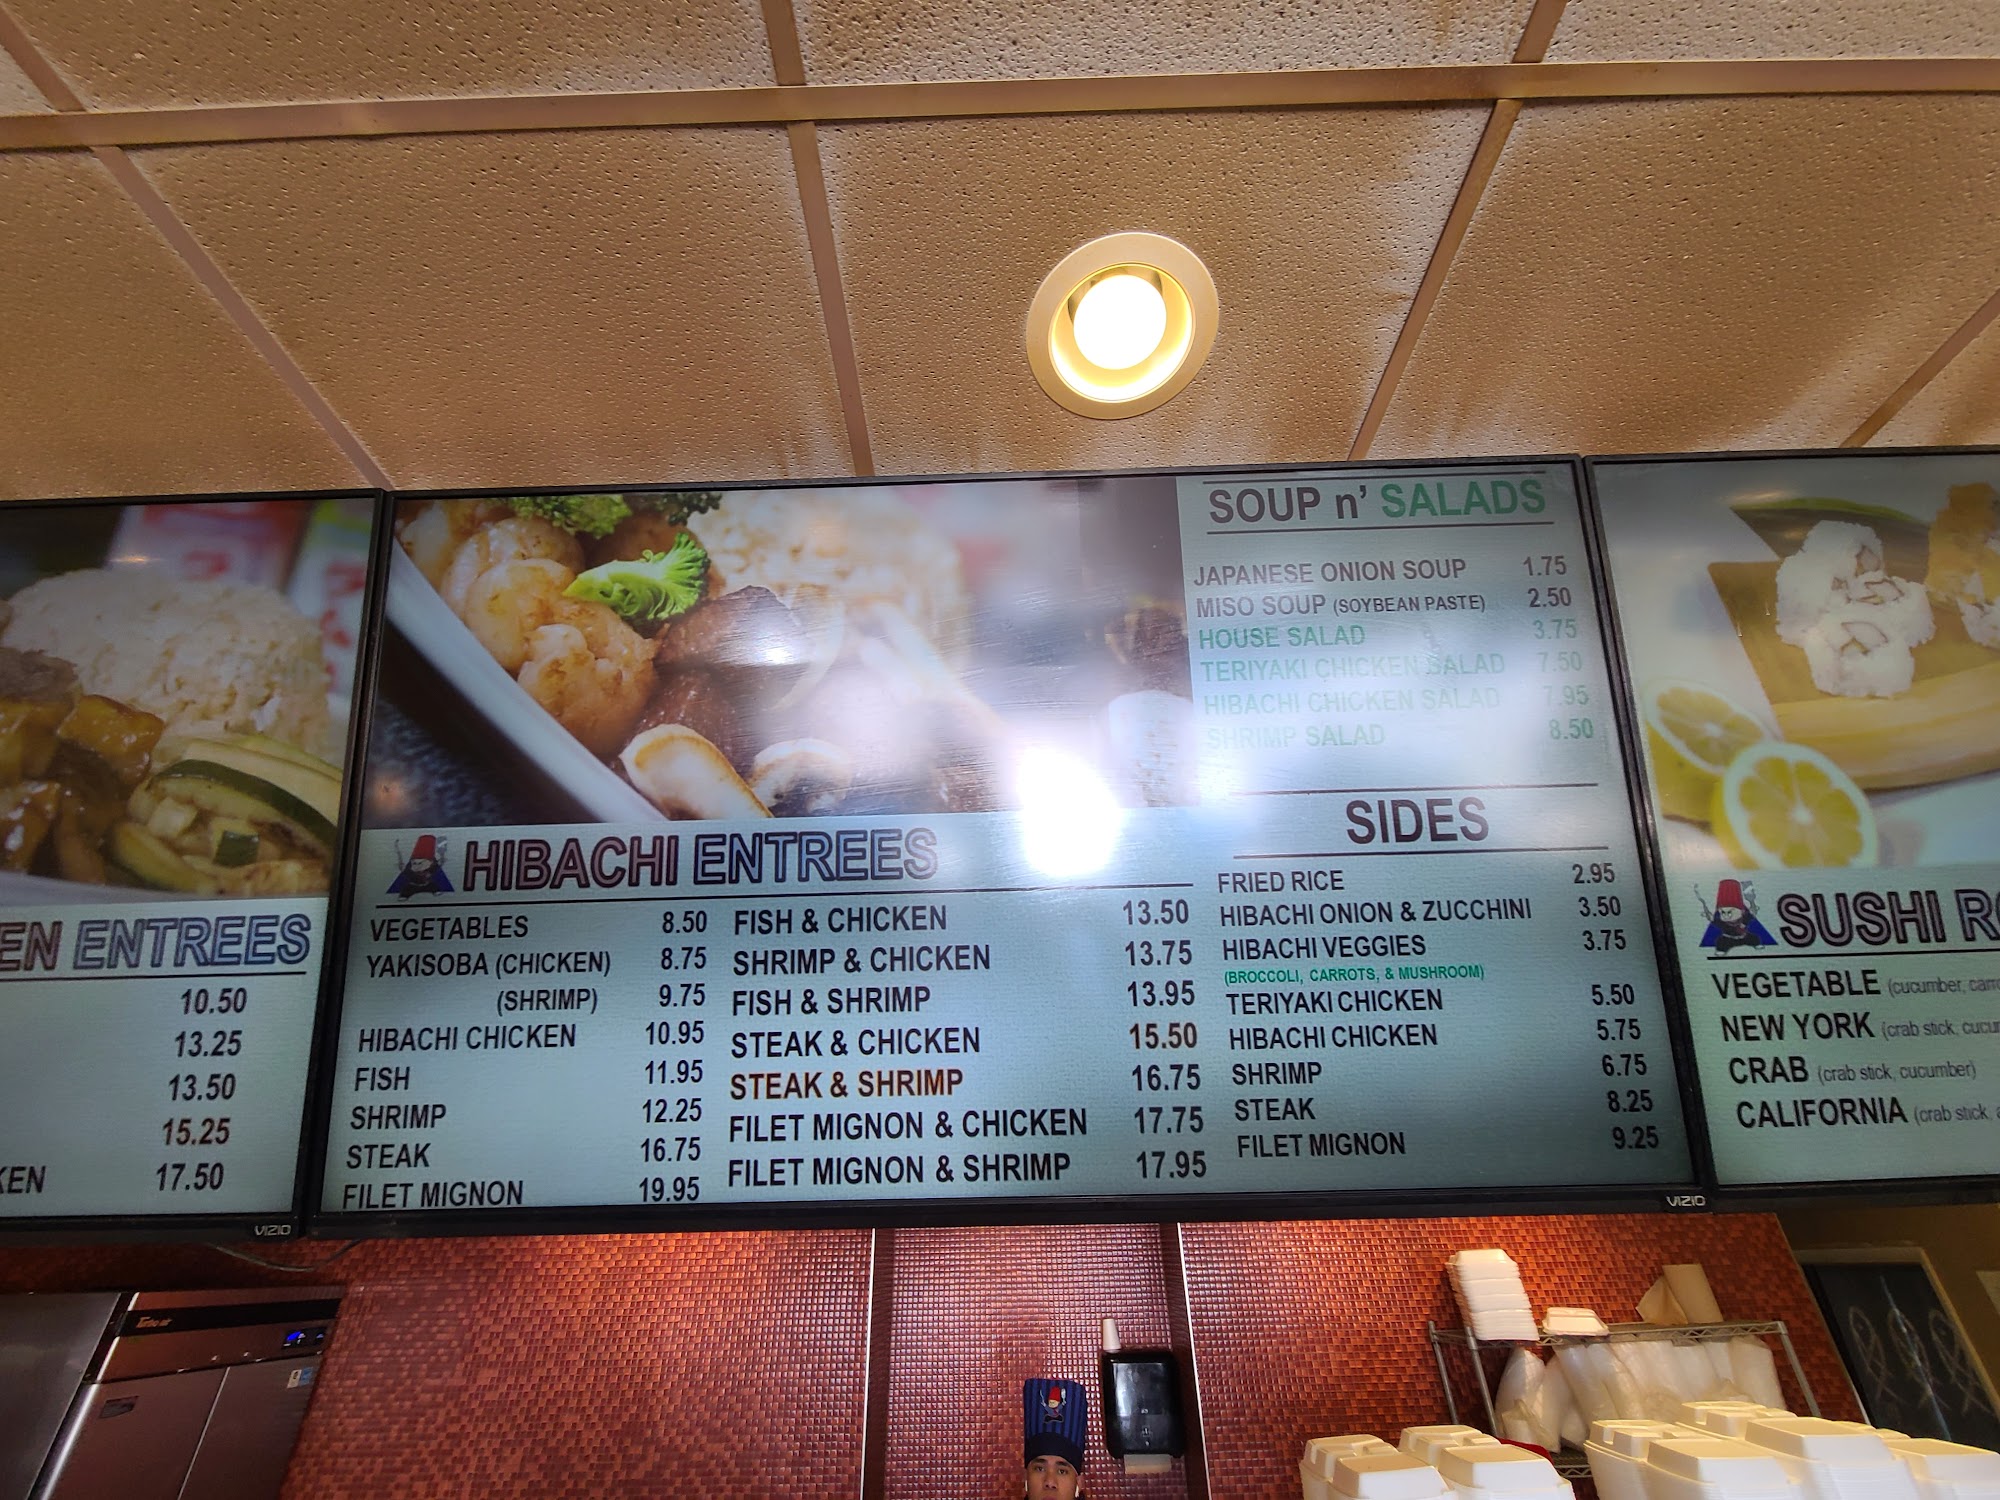 EN ENTREES
10.50
13.25
13.50
15.25
KEN 17.50
VIZIO
HIBACHI ENTREES
VEGETABLES 8.50
YAKISOBA (CHICKEN) 8.75
(SHRIMP) 9.75
HIBACHI CHICKEN 10.95
FISH 11.95
SHRIMP 12.25
STEAK 16.75
FILET MIGNON 19.95
FISH & CHICKEN 13.50
SHRIMP & CHICKEN 13.75
FISH & SHRIMP 13.95
STEAK & CHICKEN 15.50
STEAK & SHRIMP 16.75
FILET MIGNON & CHICKEN 17.75
FILET MIGNON & SHRIMP 17.95
SOUP n' SALADS
JAPANESE ONION SOUP 1.75
MISO SOUP (SOYBEAN PASTE) 2.50
HOUSE SALAD 3.75
TERIYAKI CHICKEN SALAD 7.50
HIBACHI CHICKEN SALAD 7.95
SHRIMP SALAD 8.50
SIDES
FRIED RICE 2.95
HIBACHI ONION & ZUCCHINI 3.50
HIBACHI VEGGIES 3.75
(BROCCOLI, CARROTS, & MUSHROOM)
TERIYAKI CHICKEN 5.50
HIBACHI CHICKEN 5.75
SHRIMP 6.75
STEAK 8.25
FILET MIGNON 9.25
VIZIO
SUSHI RO
VEGETABLE (cucumber, carro
NEW YORK (crab stick, cucu
CRAB (crab stick, cucumber)
CALIFORNIA (crab stick, a
Turbo air